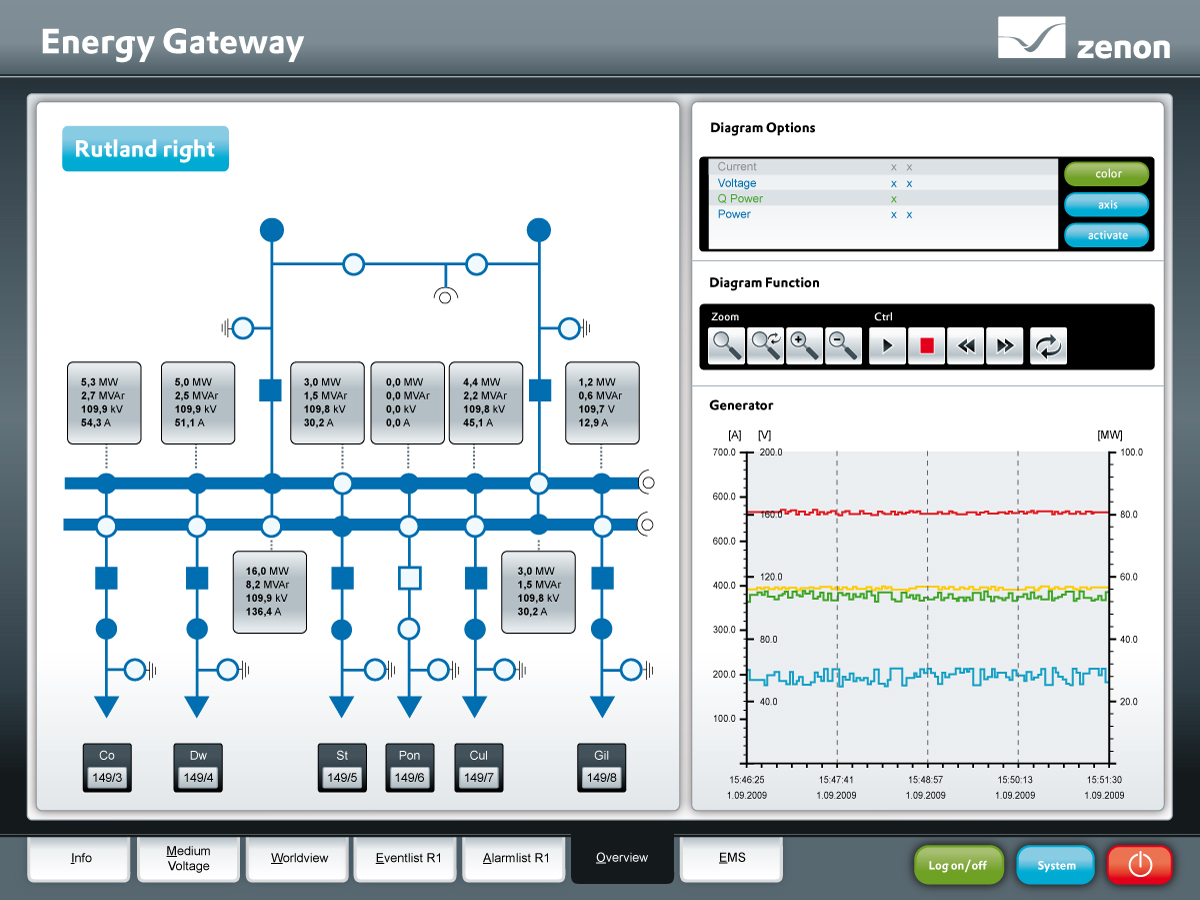 Energy Gateway
zenon
Rutland right
5,3 MW
2,7 MVAr
109,9 kV
54,3 A
5,0 MW
2,5 MVAr
109,9 kV
51,1 A
3,0 MW
1,5 MVAr
109,8 kV
30,2 A
0,0 MW
0,0 MVAr
0,0 kV
0,0 A
4,4 MW
2,2 MVAr
109,8 kV
45,1 A
1,2 MW
0,6 MVAr
109,7 V
12,9 A
16,0 MW
8,2 MVAr
109,9 kV
136,4 A
3,0 MW
1,5 MVAr
109,8 kV
30,2 A
Co
149/3
Dw
149/4
St
149/5
Pon
149/6
Cul
149/7
Gil
149/8
Diagram Options
Current x x
Voltage x x
Q Power x
Power x x
color
axis
activate
Diagram Function
Zoom
Ctrl
Generator
[A] [V] [MW]
700.0 200.0 100.0
600.0
160.0 80.0
500.0
400.0 120.0 60.0
300.0
80.0 40.0
200.0
40.0 20.0
100.0
15:46:25 15:47:41 15:48:57 15:50:13 15:51:30
1.09.2009 1.09.2009 1.09.2009 1.09.2009 1.09.2009
Info
Medium
Voltage
Worldview
Eventlist R1
Alarmlist R1
Overview
EMS
Log on/off
System